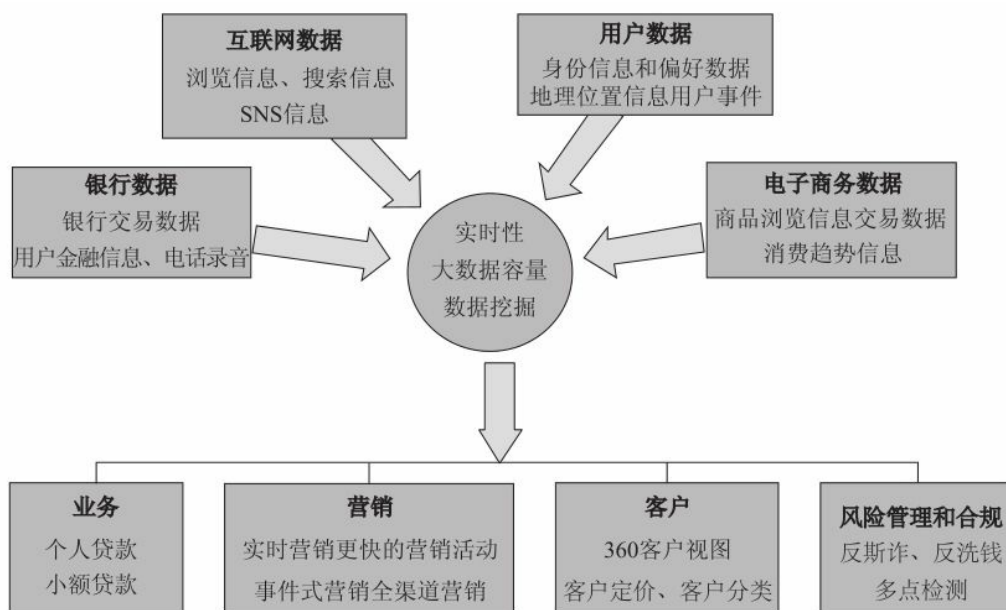 互联网数据
浏览信息、搜索信息
SNS信息
用户数据
身份信息和偏好数据
地理位置信息用户事件
银行数据
银行交易数据
用户金融信息、电话录音
电子商务数据
商品浏览信息交易数据
消费趋势信息
实时性
大数据容量
数据挖掘
业务
个人贷款
小额贷款
营销
实时营销更快的营销活动
事件式营销全渠道营销
客户
360客户视图
客户定价、客户分类
风险管理和合规
反斯诈、反洗钱
多点检测